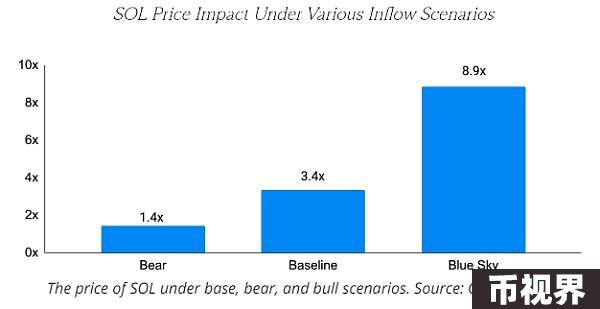 SOL Price Impact Under Various Inflow Scenarios
10x
8x
6x
4x
2x
0x
1.4x
3.4x
8.9x
Bear
Baseline
Blue Sky
The price of SOL under base, bear, and bull scenarios. Source:
币视界